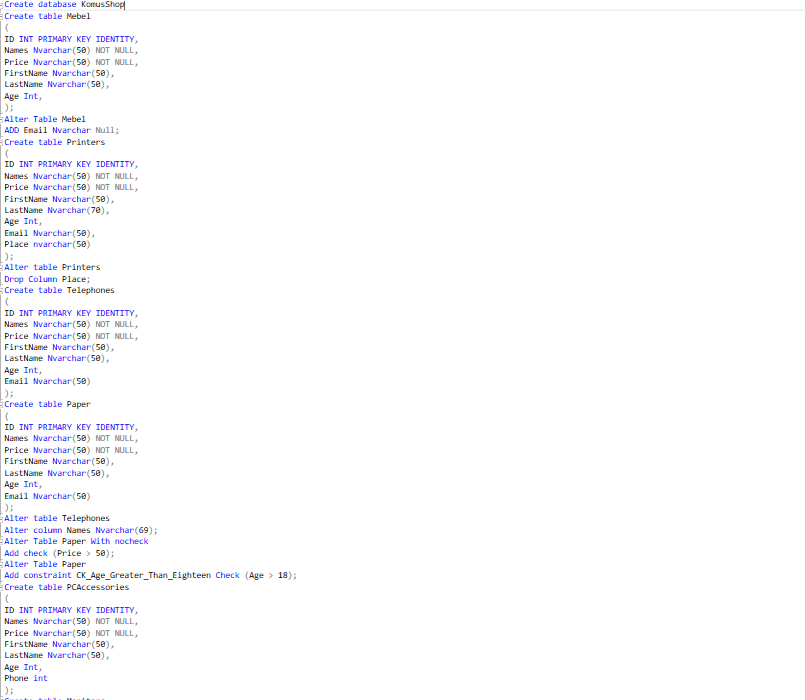 Create database KomusShop
Create table Mebel
(
ID INT PRIMARY KEY IDENTITY,
Names Nvarchar(50) NOT NULL,
Price Nvarchar(50) NOT NULL,
FirstName Nvarchar(50),
LastName Nvarchar(50),
Age Int,
);
Alter Table Mebel
ADD Email Nvarchar Null;
Create table Printers
(
ID INT PRIMARY KEY IDENTITY,
Names Nvarchar(50) NOT NULL,
Price Nvarchar(50) NOT NULL,
FirstName Nvarchar(50),
LastName Nvarchar(70),
Age Int,
Email Nvarchar(50),
Place nvarchar(50)
);
Alter table Printers
Drop Column Place;
Create table Telephones
(
ID INT PRIMARY KEY IDENTITY,
Names Nvarchar(50) NOT NULL,
Price Nvarchar(50) NOT NULL,
FirstName Nvarchar(50),
LastName Nvarchar(50),
Age Int,
Email Nvarchar(50)
);
Create table Paper
(
ID INT PRIMARY KEY IDENTITY,
Names Nvarchar(50) NOT NULL,
Price Nvarchar(50) NOT NULL,
FirstName Nvarchar(50),
LastName Nvarchar(50),
Age Int,
Email Nvarchar(50)
);
Alter table Telephones
Alter column Names Nvarchar(69);
Alter Table Paper With nocheck
Add check (Price > 50);
Alter Table Paper
Add constraint CK_Age_Greater_Than_Eighteen Check (Age > 18);
Create table PCAccessories
(
ID INT PRIMARY KEY IDENTITY,
Names Nvarchar(50) NOT NULL,
Price Nvarchar(50) NOT NULL,
FirstName Nvarchar(50),
LastName Nvarchar(50),
Age Int,
Phone int
);